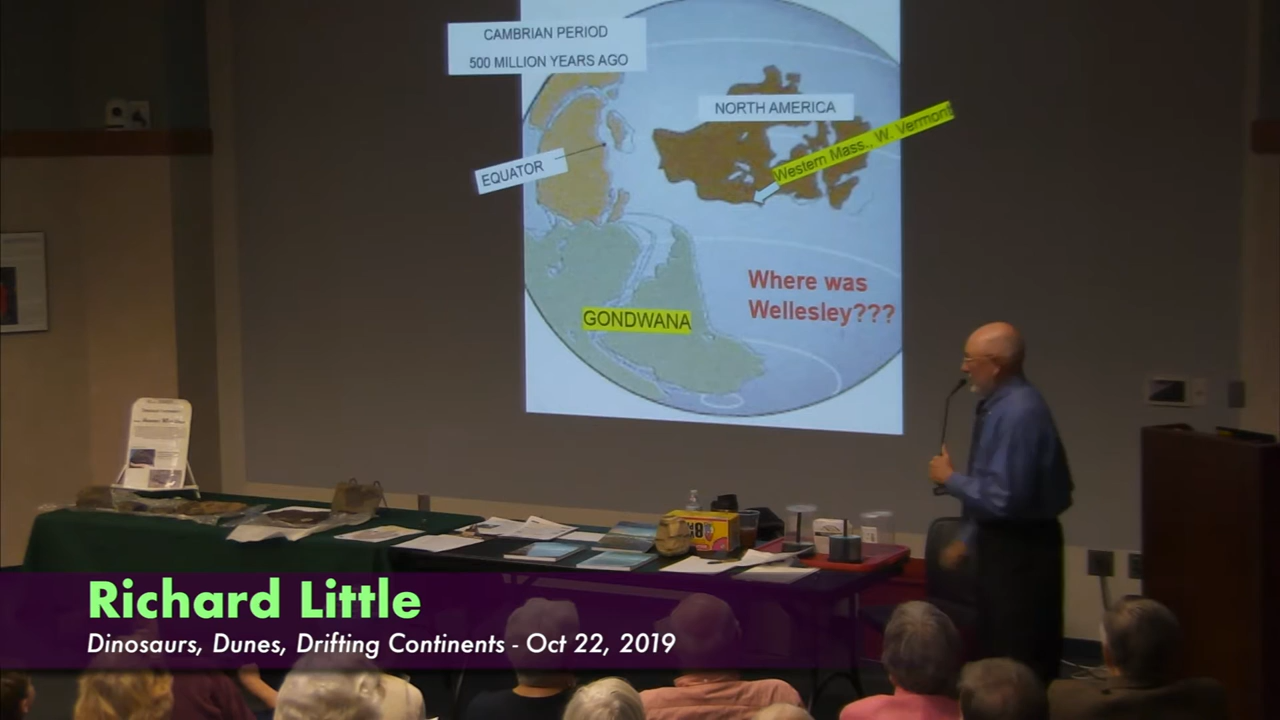 CAMBRIAN PERIOD
500 MILLION YEARS AGO
NORTH AMERICA
Western Mass., W. Vermont
EQUATOR
Where was
Wellesley???
GONDWANA
Richard Little
Dinosaurs, Dunes, Drifting Continents - Oct 22, 2019